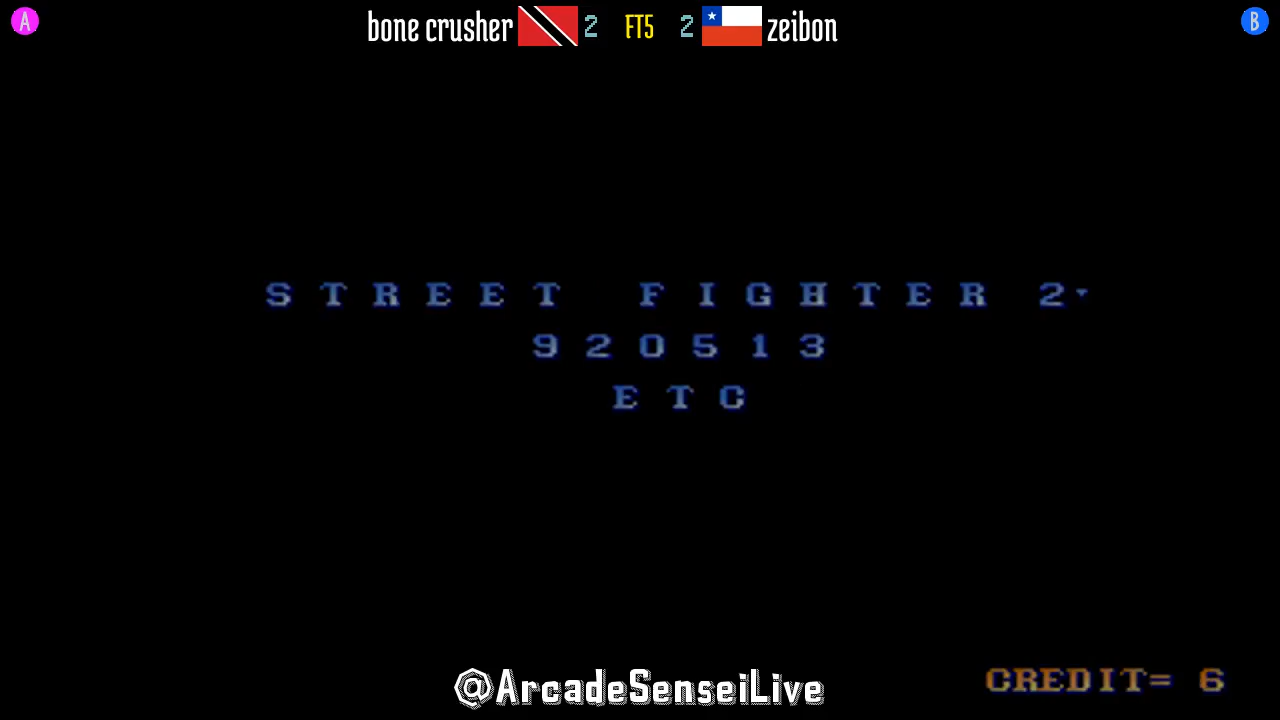 A
bone crusher 2 FT5 2 zeibon
B
STREET FIGHTER 2'
920513
ETC
@ArcadeSenseiLive
CREDIT= 6